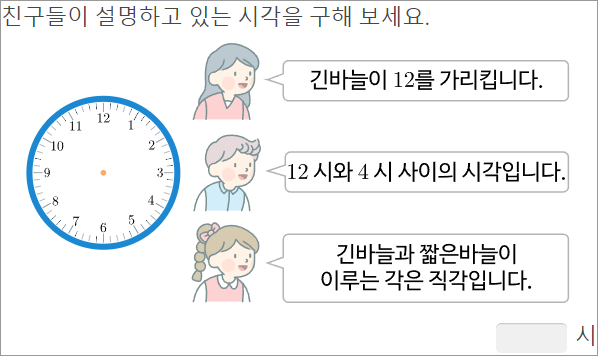 친구들이 설명하고 있는 시각을 구해 보세요.
긴바늘이 12를 가리킵니다.
12 시와 4 시 사이의 시각입니다.
긴바늘과 짧은바늘이
이루는 각은 직각입니다.
12
1
2
3
4
5
6
7
8
9
10
11
시